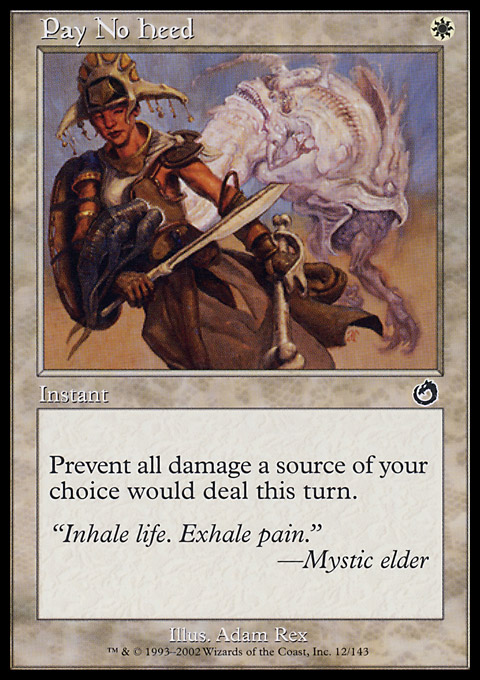 Pay No Heed
Instant
Prevent all damage a source of your
choice would deal this turn.
“Inhale life. Exhale pain.”
—Mystic elder
Illus. Adam Rex
™ & © 1993–2002 Wizards of the Coast, Inc. 12/143